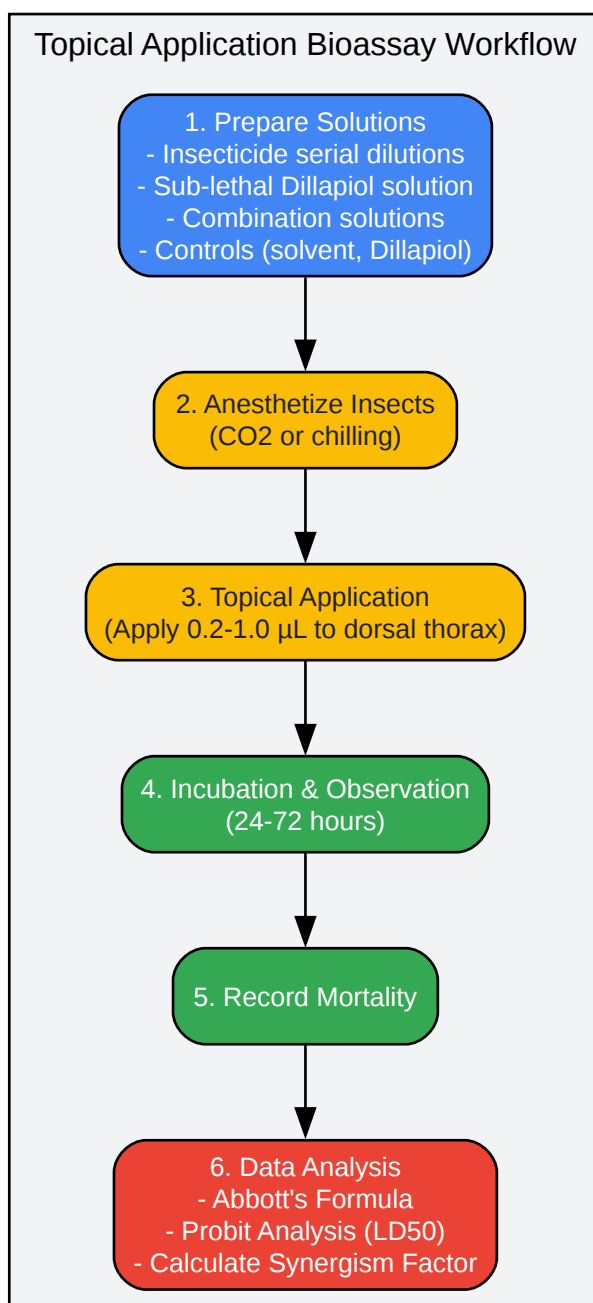 Topical Application Bioassay Workflow
1. Prepare Solutions
- Insecticide serial dilutions
- Sub-lethal Dillapiol solution
- Combination solutions
- Controls (solvent, Dillapiol)
2. Anesthetize Insects
(CO2 or chilling)
3. Topical Application
(Apply 0.2-1.0 µL to dorsal thorax)
4. Incubation & Observation
(24-72 hours)
5. Record Mortality
6. Data Analysis
- Abbott's Formula
- Probit Analysis (LD50)
- Calculate Synergism Factor